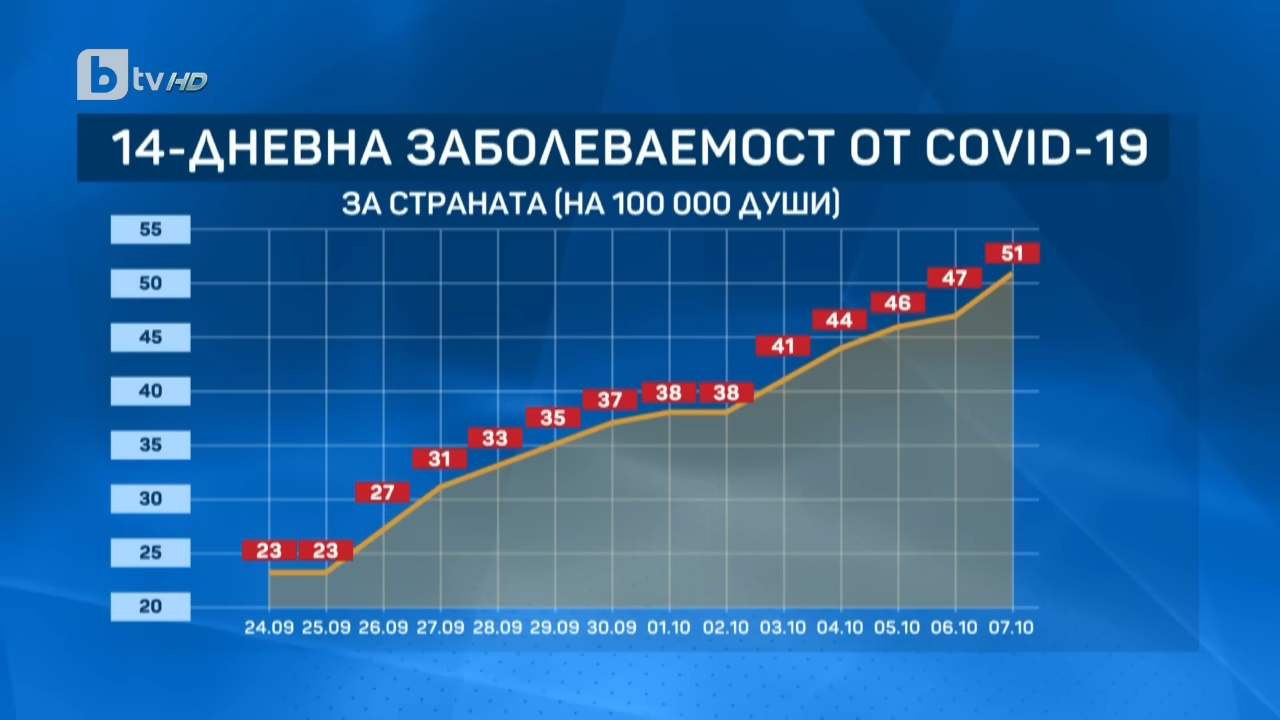 btv HD
14-ДНЕВНА ЗАБОЛЕВАЕМОСТ ОТ COVID-19
ЗА СТРАНАТА (НА 100 000 ДУШИ)
55
50
45
40
35
30
25
20
23 23 27 31 33 35 37 38 38 41 44 46 47 51
24.09 25.09 26.09 27.09 28.09 29.09 30.09 01.10 02.10 03.10 04.10 05.10 06.10 07.10